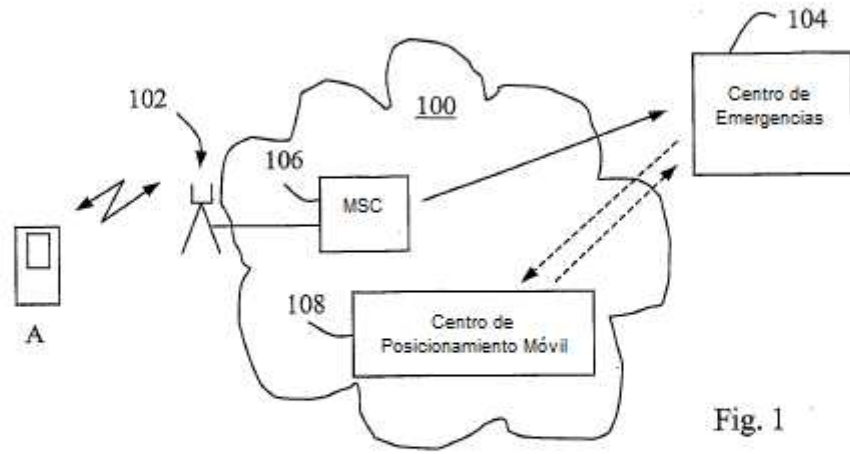 104
Centro de
Emergencias
102
100
106
MSC
108
Centro de
Posicionamiento Móvil
A
Fig. 1